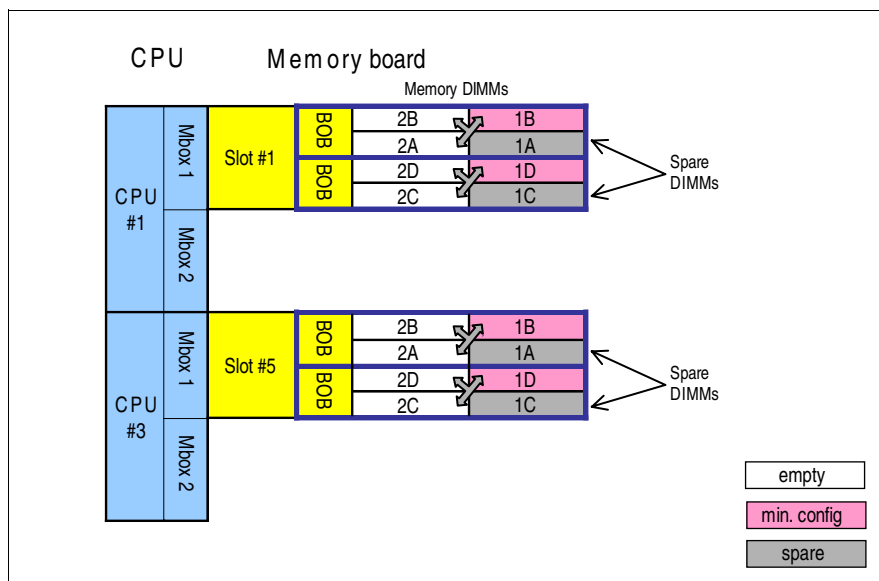 CPU
Memory board
Memory DIMMs
CPU
#1
Mbox 1
Mbox 2
Slot #1
BOB
2B
1B
2A
1A
BOB
2D
1D
2C
1C
Spare
DIMMs
CPU
#3
Mbox 1
Mbox 2
Slot #5
BOB
2B
1B
2A
1A
BOB
2D
1D
2C
1C
Spare
DIMMs
empty
min. config
spare